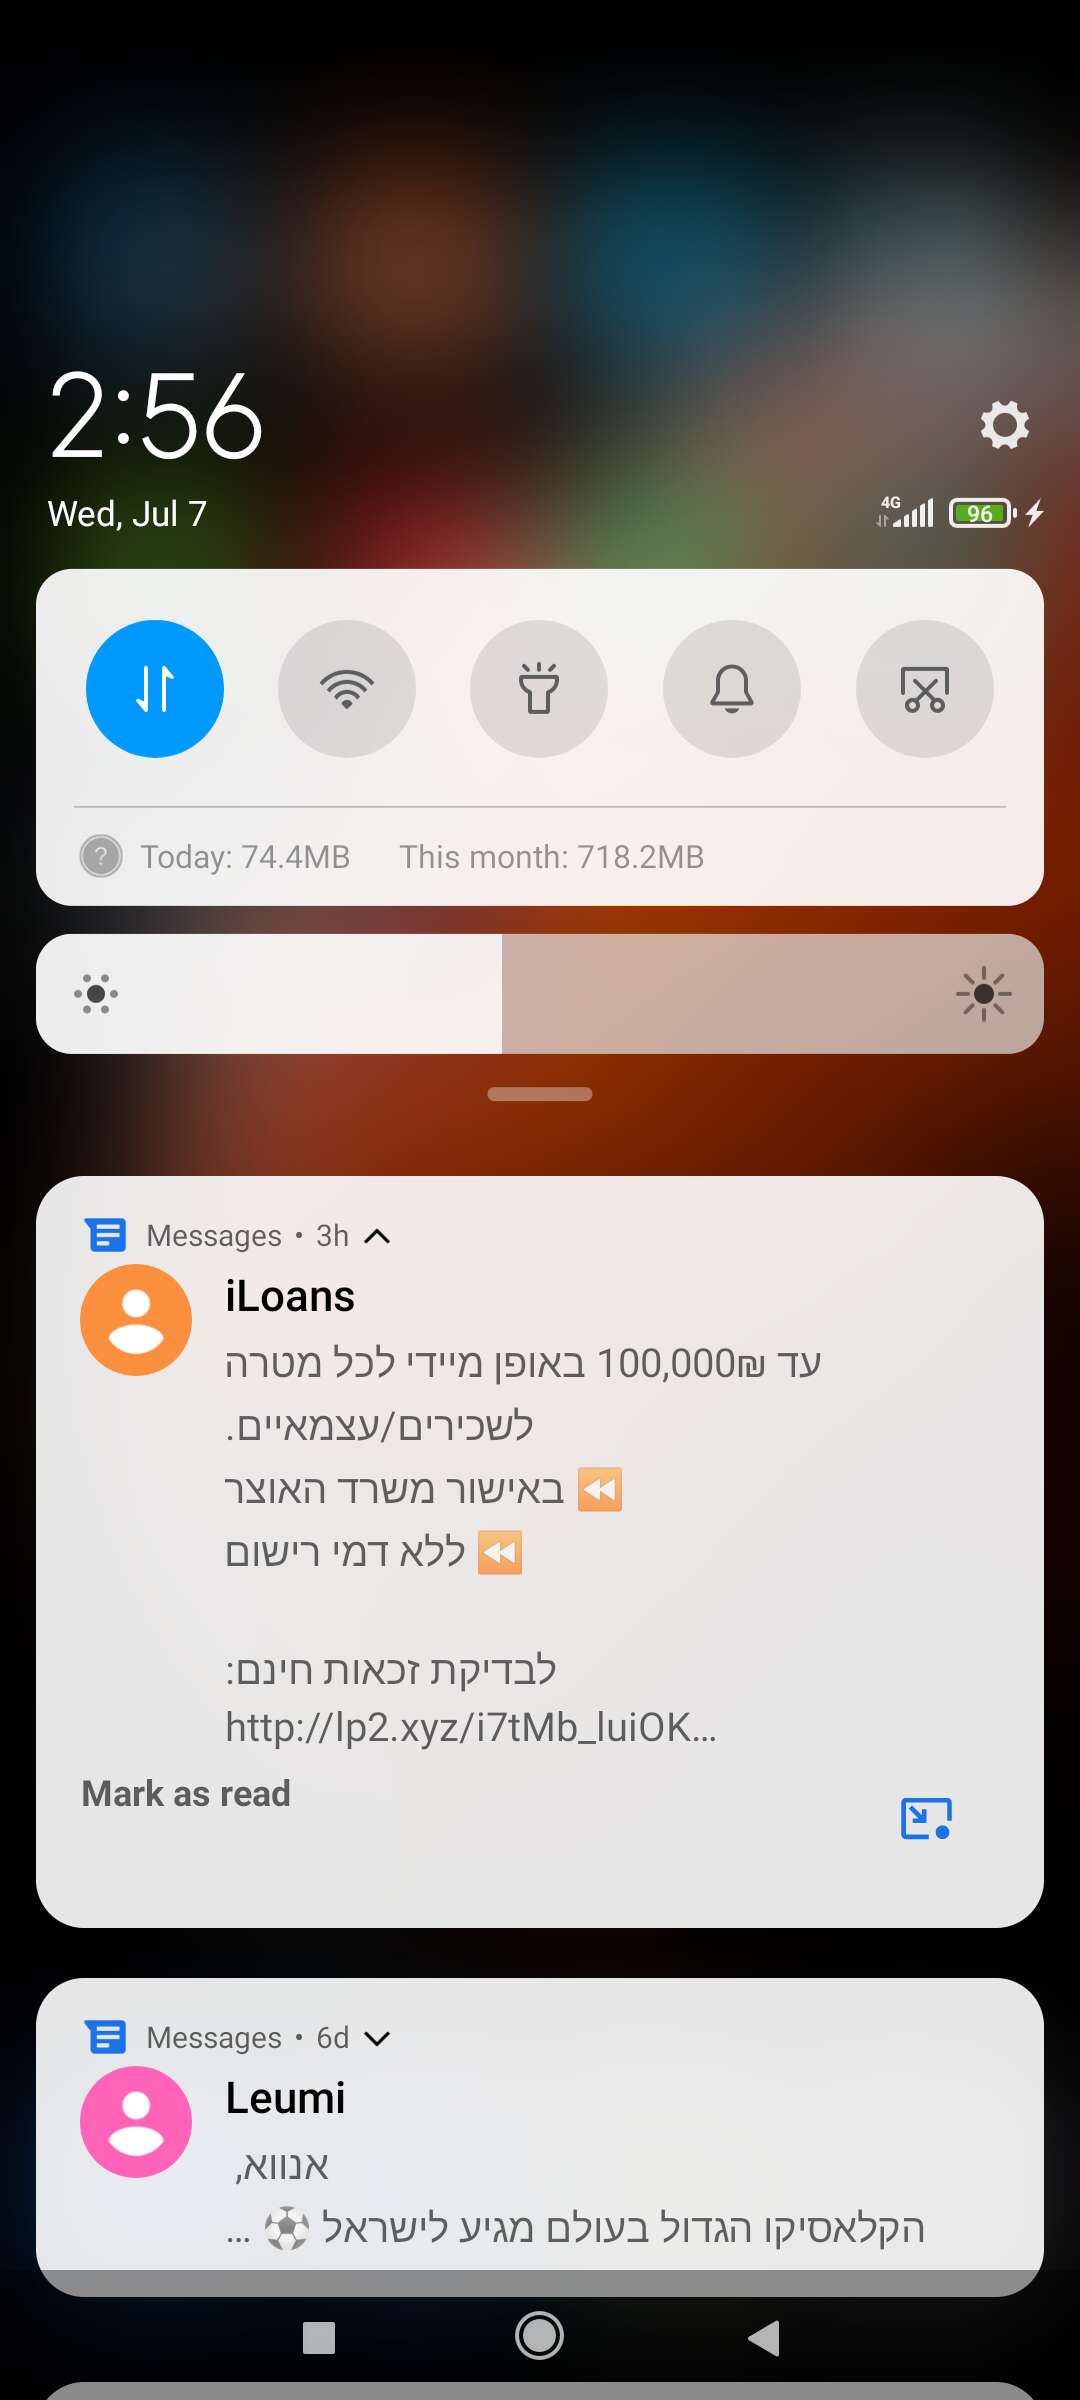 2:56
Wed, Jul 7
4G
96
Today: 74.4MB This month: 718.2MB
Messages • 3h
iLoans
עד 100,000₪ באופן מיידי לכל מטרה
לשכירים/עצמאיים.
⏪ באישור משרד האוצר
⏪ ללא דמי רישום
לבדיקת זכאות חינם:
http://lp2.xyz/i7tMb_luiOK…
Mark as read
Messages • 6d
Leumi
אנווא,
הקלאסיקו הגדול בעולם מגיע לישראל ⚽ …